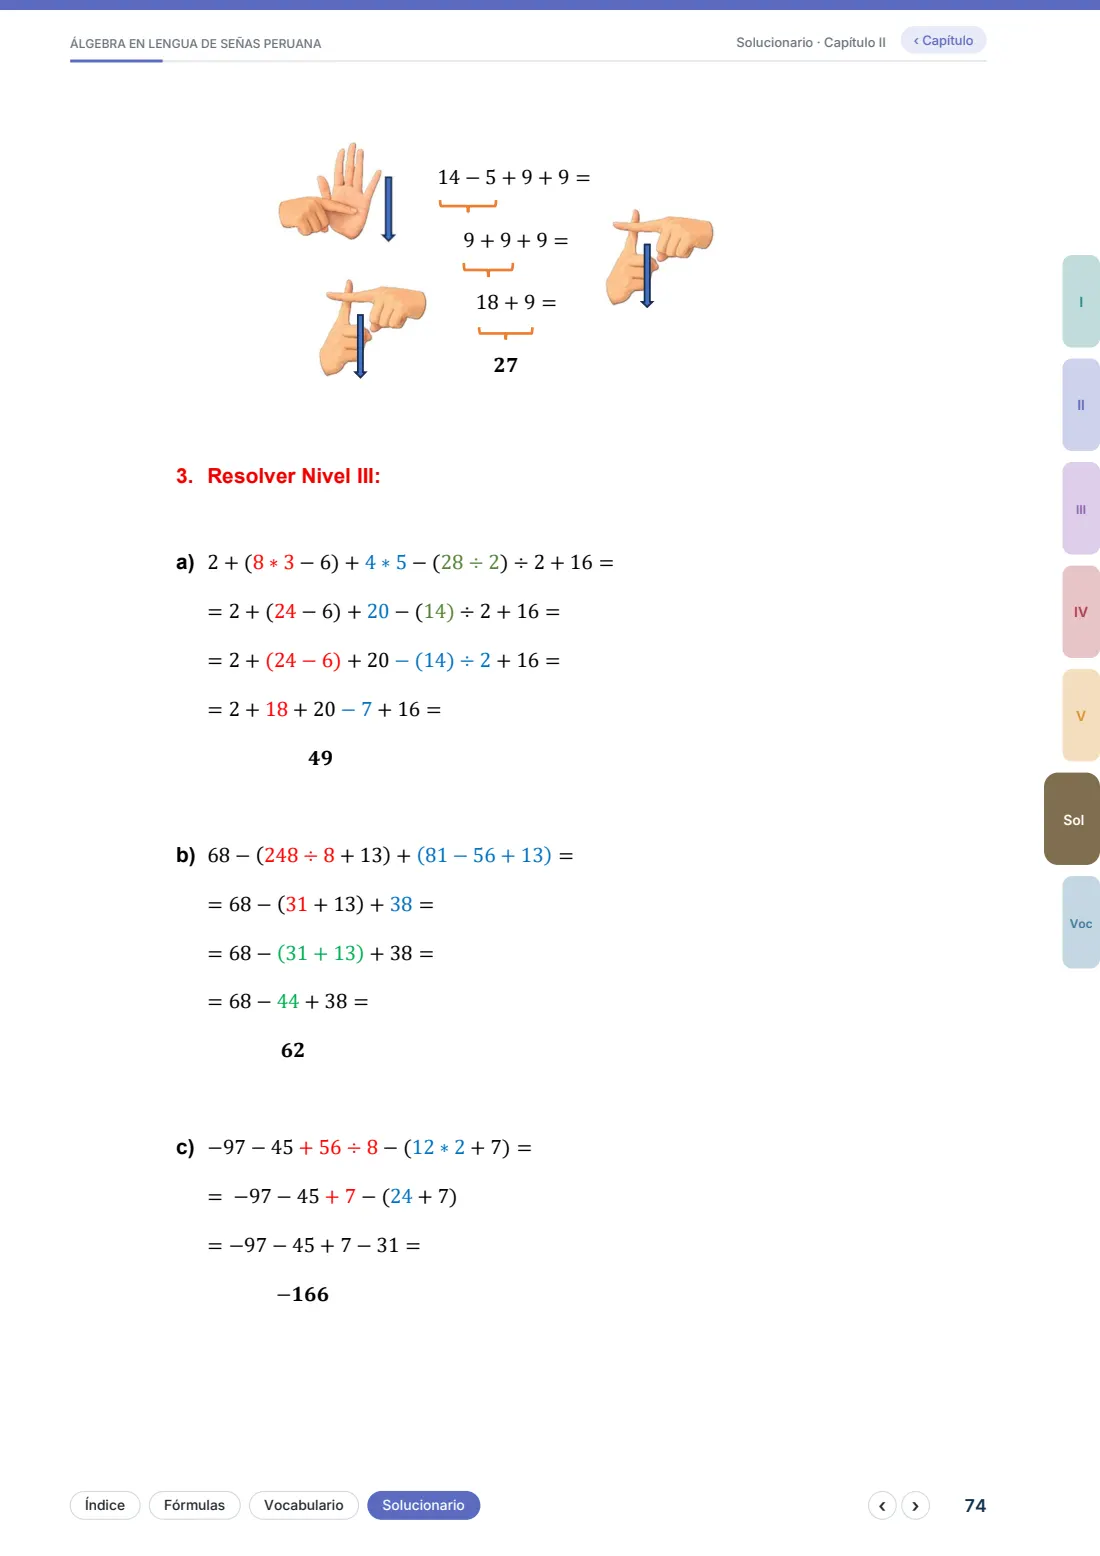 ÁLGEBRA EN LENGUA DE SEÑAS PERUANA
Solucionario · Capítulo II
‹ Capítulo
14 − 5 + 9 + 9 =
9 + 9 + 9 =
18 + 9 =
27
3. Resolver Nivel III:
a) 2 + (8 ∗ 3 − 6) + 4 ∗ 5 − (28 ÷ 2) ÷ 2 + 16 =
= 2 + (24 − 6) + 20 − (14) ÷ 2 + 16 =
= 2 + (24 − 6) + 20 − (14) ÷ 2 + 16 =
= 2 + 18 + 20 − 7 + 16 =
49
b) 68 − (248 ÷ 8 + 13) + (81 − 56 + 13) =
= 68 − (31 + 13) + 38 =
= 68 − (31 + 13) + 38 =
= 68 − 44 + 38 =
62
c) −97 − 45 + 56 ÷ 8 − (12 ∗ 2 + 7) =
= −97 − 45 + 7 − (24 + 7)
= −97 − 45 + 7 − 31 =
−166
I
II
III
IV
V
Sol
Voc
Índice
Fórmulas
Vocabulario
Solucionario
‹
›
74